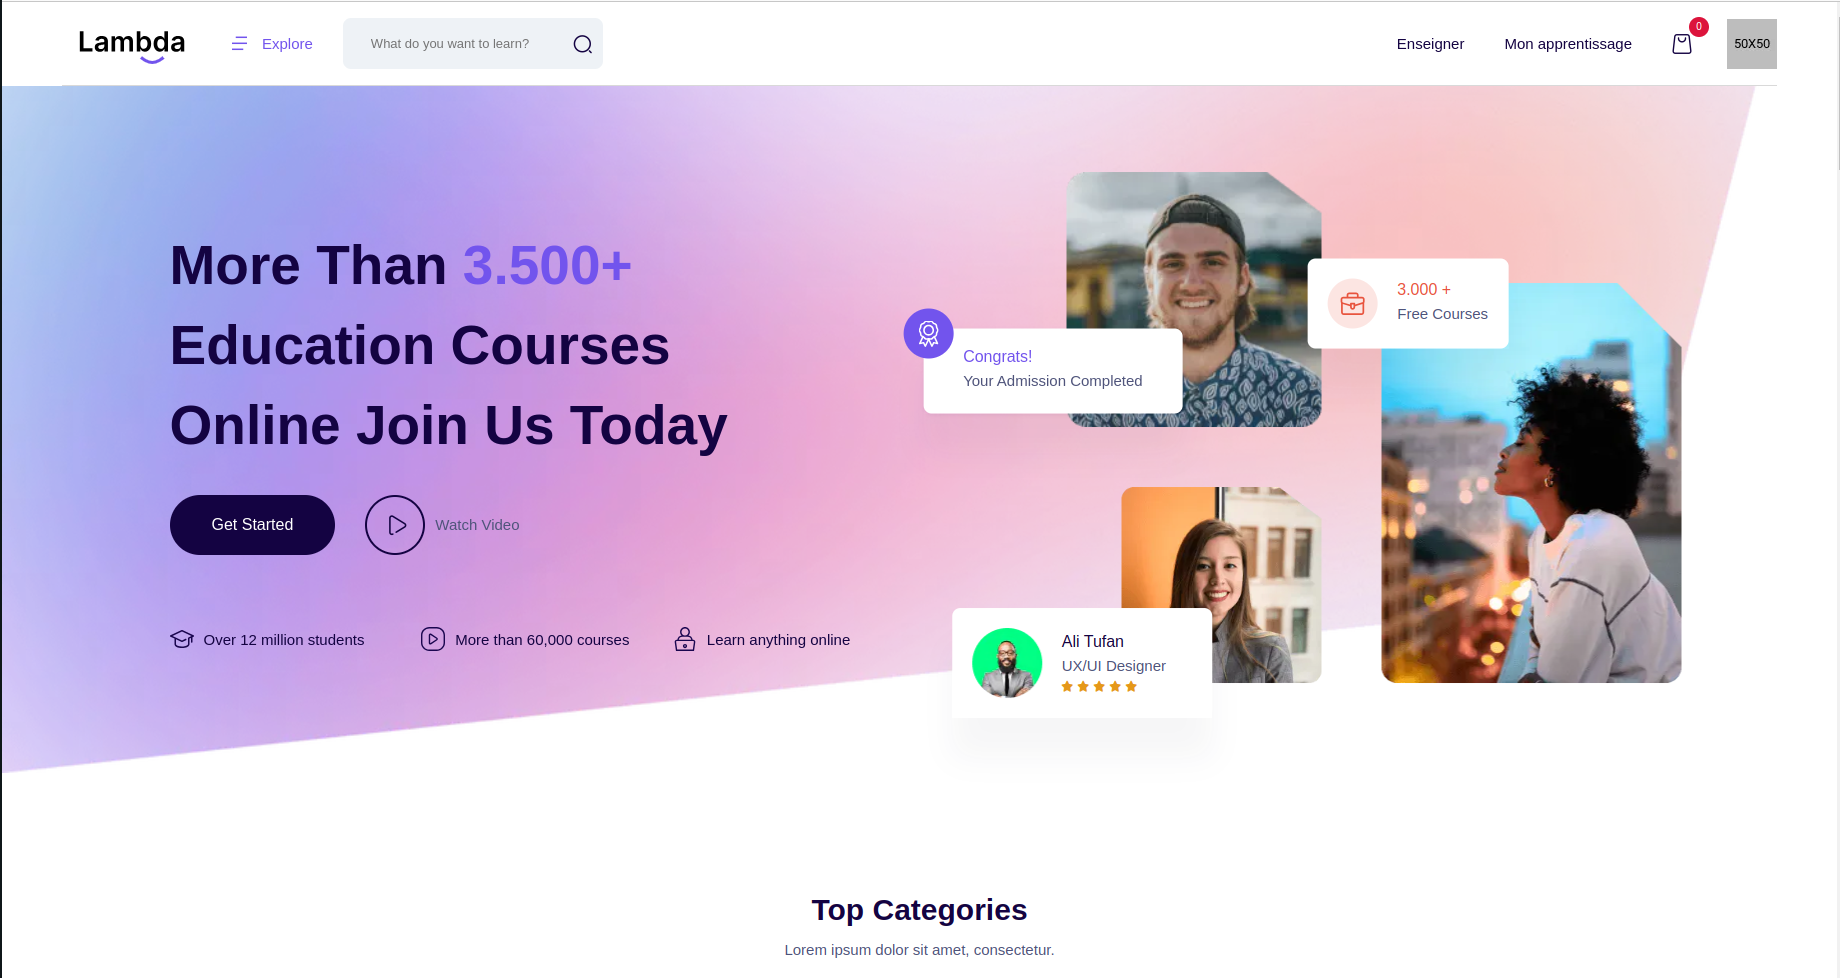 Lambda
Explore
What do you want to learn?
Enseigner
Mon apprentissage
0
50X50
More Than 3.500+
Education Courses
Online Join Us Today
Get Started
Watch Video
Over 12 million students
More than 60,000 courses
Learn anything online
3.000 +
Free Courses
Congrats!
Your Admission Completed
Ali Tufan
UX/UI Designer
Top Categories
Lorem ipsum dolor sit amet, consectetur.